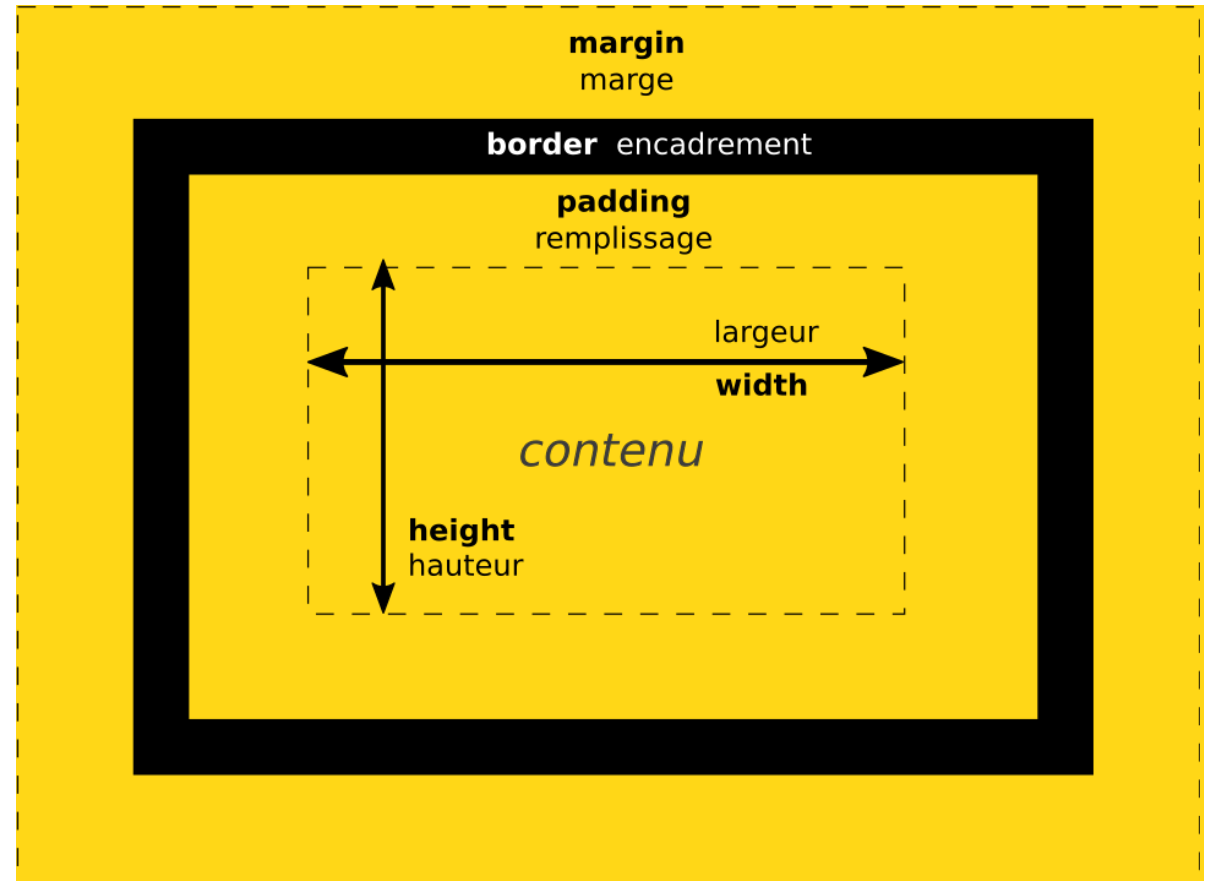 margin
marge
border encadrement
padding
remplissage
largeur
width
contenu
height
hauteur